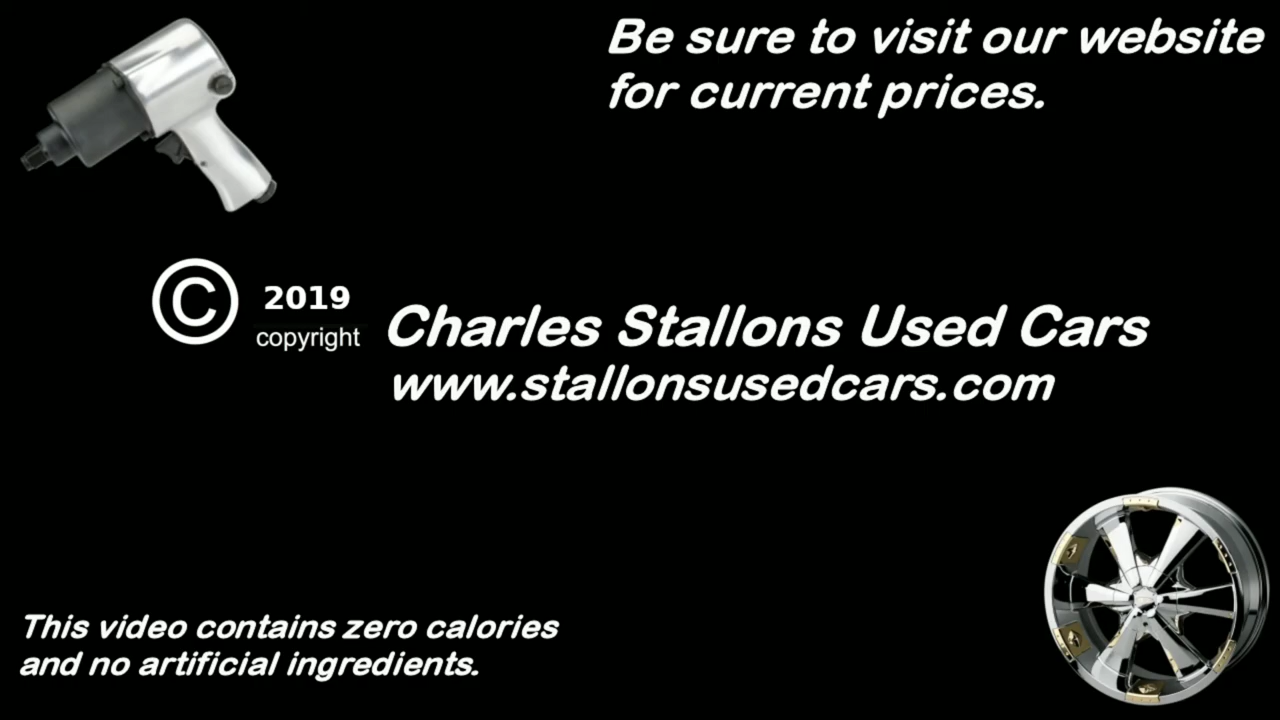 Be sure to visit our website
for current prices.
© 2019
copyright
Charles Stallons Used Cars
www.stallonsusedcars.com
This video contains zero calories
and no artificial ingredients.